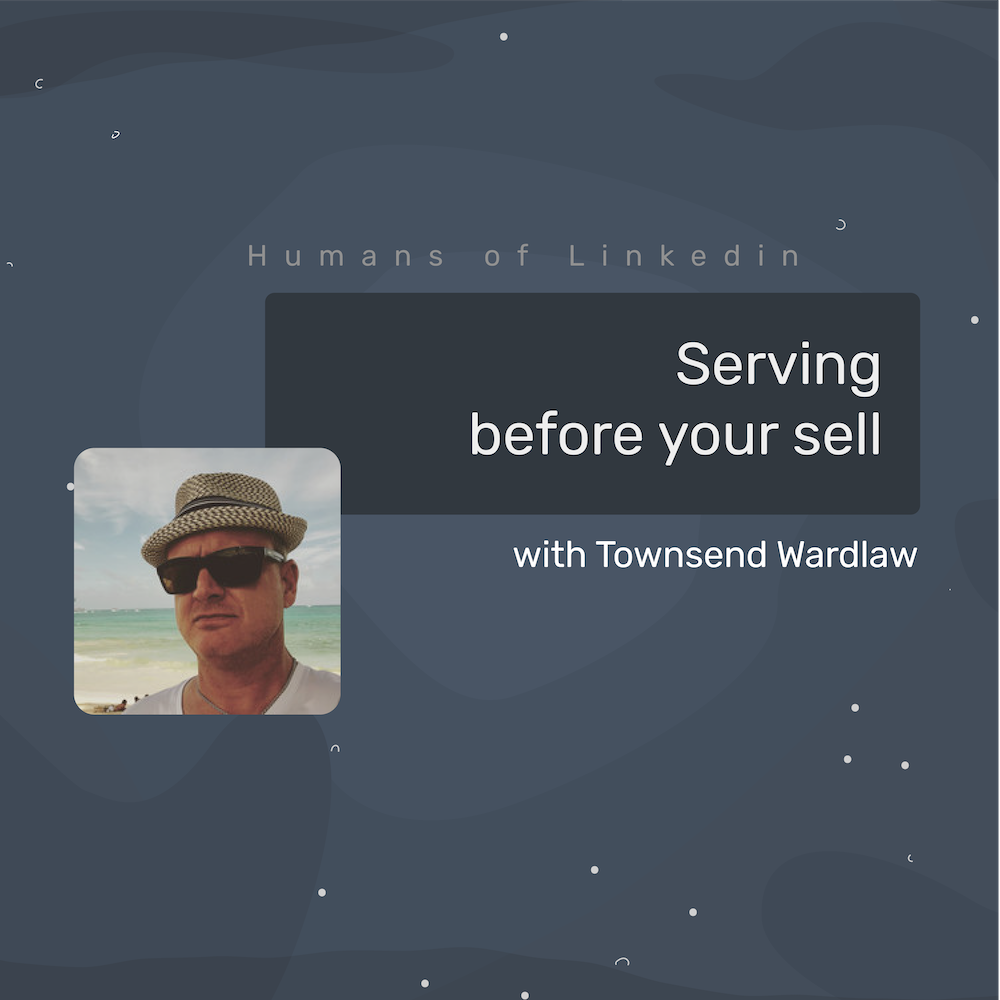 Humans of Linkedin
Serving
before your sell
with Townsend Wardlaw